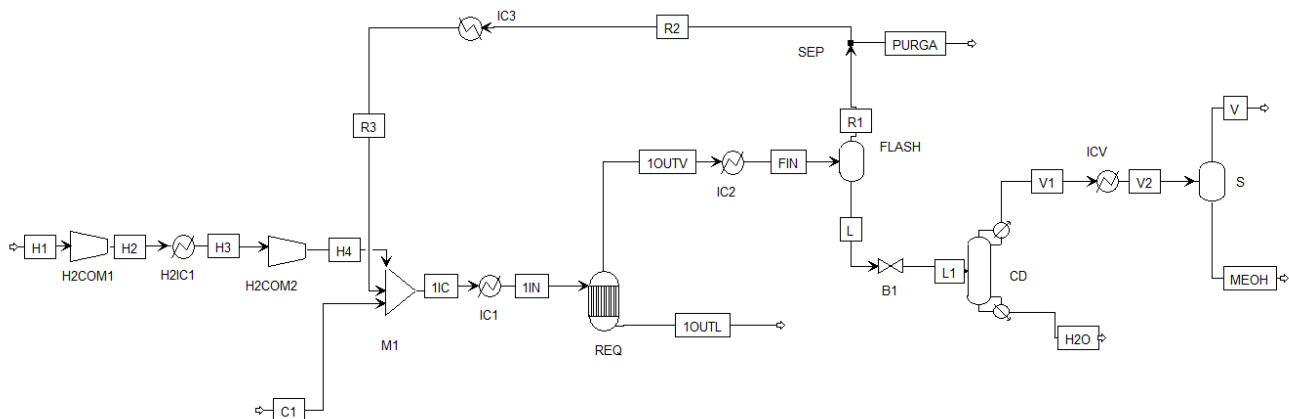 IC3
R2
SEP
PURGA
R3
R1
FLASH
V
1OUTV
IC2
FIN
ICV
V1
V2
S
L
H1
H2
H3
H4
H2COM1
H2IC1
H2COM2
1IC
1IN
IC1
B1
L1
CD
MEOH
M1
REQ
1OUTL
H2O
C1